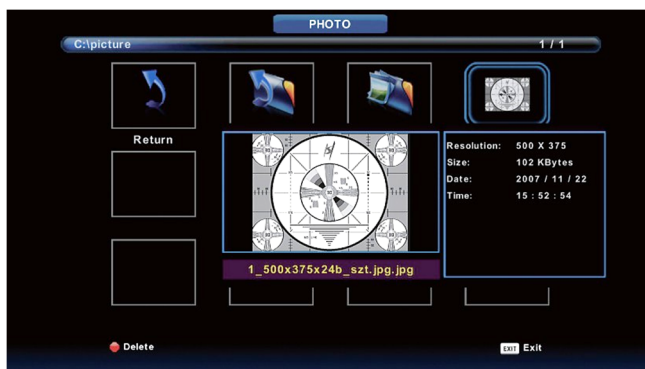 PHOTO
C:\picture
1 / 1
Return
Resolution: 500 X 375
Size: 102 KBytes
Date: 2007 / 11 / 22
Time: 15 : 52 : 54
1_500x375x24b_szt.jpg.jpg
Delete
EXIT Exit